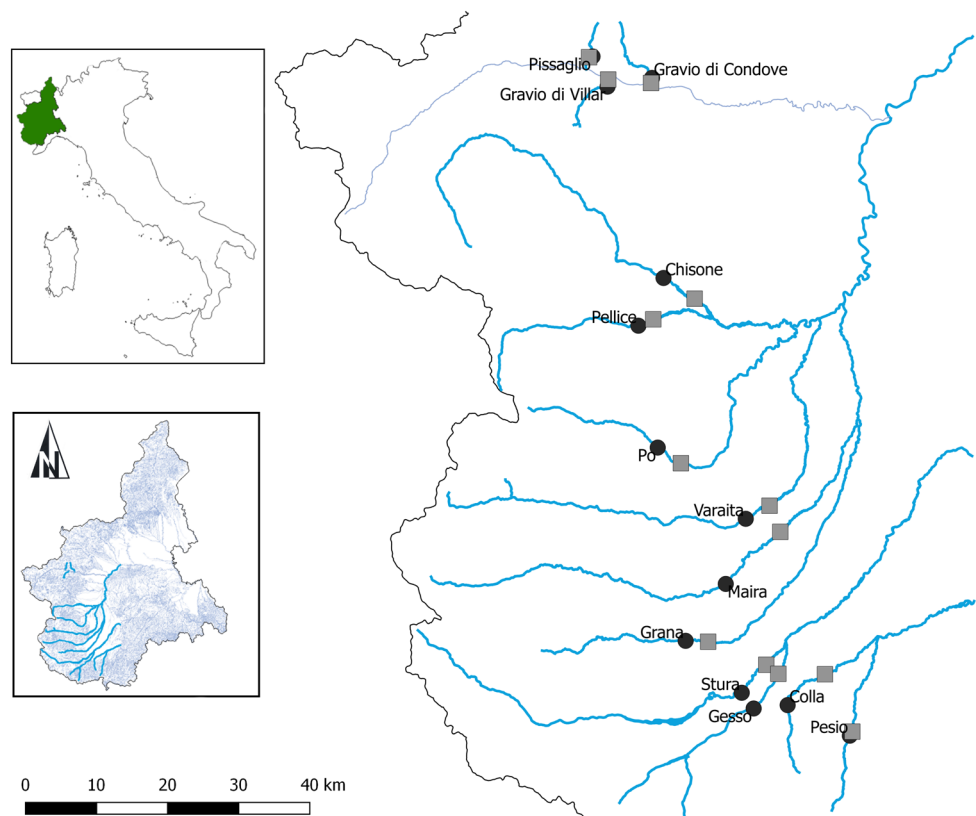 Pissaglio
Gravio di Condove
Gravio di Villar
Chisone
Pellice
Po
N
Varaita
Maira
Grana
Stura
Colla
Gesso
Pesio
0 10 20 30 40 km